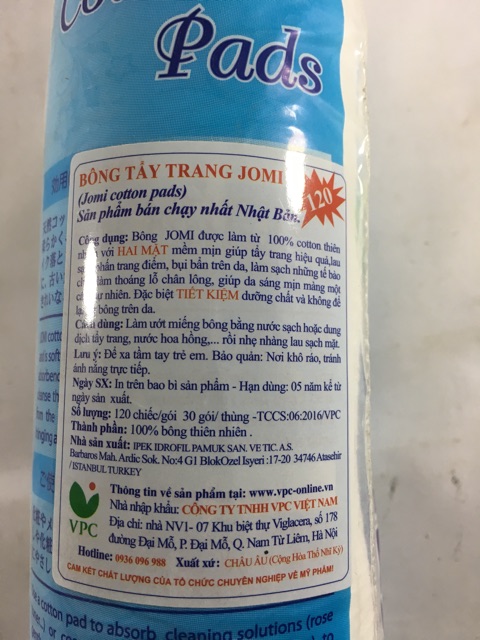 Pads
BÔNG TẨY TRANG JOMI
(Jomi cotton pads)
Sản phẩm bán chạy nhất Nhật Bản.
120
Công dụng: Bông JOMI được làm từ 100% cotton thiên
với HAI MẶT mềm mịn giúp tẩy trang hiệu quả,lau
phấn trang điểm, bụi bẩn trên da, làm sạch những tế bào
làm thoáng lỗ chân lông, giúp da sáng mịn màng một
nhiên. Đặc biệt TIẾT KIỆM dưỡng chất và không để
bông trên da.
Cách dùng: Làm ướt miếng bông bằng nước sạch hoặc dung
dịch tẩy trang, nước hoa hồng,... rồi nhẹ nhàng lau sạch mặt.
Lưu ý: Để xa tầm tay trẻ em. Bảo quản: Nơi khô ráo, tránh
ánh nắng trực tiếp.
Ngày SX: In trên bao bì sản phẩm - Hạn dùng: 05 năm kể từ
ngày sản xuất.
Số lượng: 120 chiếc/gói 30 gói/ thùng -TCCS:06:2016/VPC
Thành phần: 100% bông thiên nhiên .
Nhà sản xuất: IPEK IDROFIL PAMUK SAN. VE TIC. A.S.
Barbaros Mah. Ardic Sok. No:4 G1 BlokOzel Isyeri :17-20 34746 Atasehir
/ ISTANBUL TURKEY
VPC
Thông tin về sản phẩm tại: www.vpc-online.vn
Nhà nhập khẩu: CÔNG TY TNHH VPC VIỆT NAM
Địa chỉ: nhà NV1- 07 Khu biệt thự Viglacera, số 178
đường Đại Mỗ, P. Đại Mỗ, Q. Nam Từ Liêm, Hà Nội
Hotline: 0936 096 988 Xuất xứ: CHÂU ÂU (Cộng Hòa Thổ Nhĩ Kỳ)
CAM KẾT CHẤT LƯỢNG CỦA TỔ CHỨC CHUYÊN NGHIỆP VỀ MỸ PHẨM!
a cotton pad to absorb cleaning solutions (rose